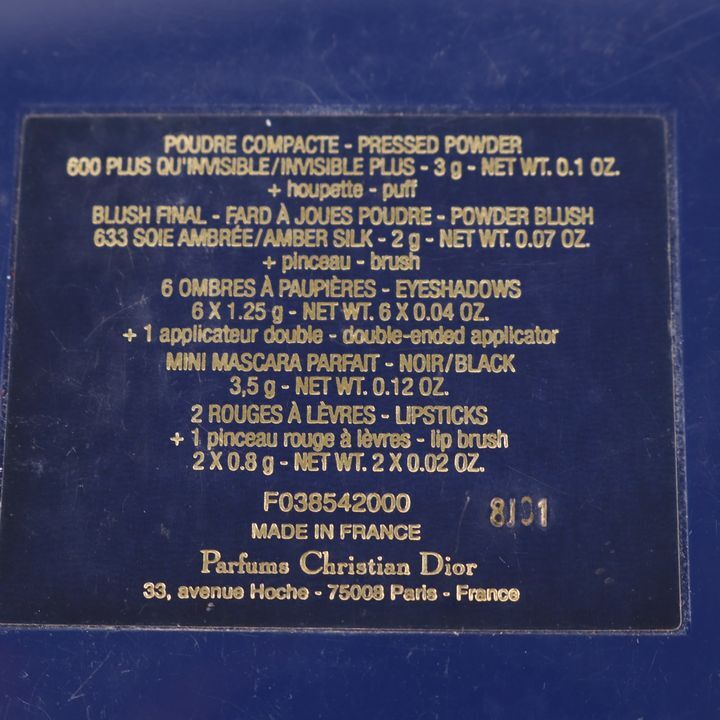 POUDRE COMPACTE - PRESSED POWDER
600 PLUS QU'INVISIBLE/INVISIBLE PLUS - 3 g - NET WT. 0.1 OZ.
+ houpette - puff
BLUSH FINAL - FARD À JOUES POUDRE - POWDER BLUSH
633 SOIE AMBRÉE/AMBER SILK - 2 g - NET WT. 0.07 OZ.
+ pinceau - brush
6 OMBRES À PAUPIÈRES - EYESHADOWS
6 X 1.25 g - NET WT. 6 X 0.04 OZ.
+ 1 applicateur double - double-ended applicator
MINI MASCARA PARFAIT - NOIR/BLACK
3,5 g - NET WT. 0.12 OZ.
2 ROUGES À LÈVRES - LIPSTICKS
+ 1 pinceau rouge à lèvres - lip brush
2 X 0.8 g - NET WT. 2 X 0.02 OZ.
F038542000
8J01
MADE IN FRANCE
Parfums Christian Dior
33, avenue Hoche - 75008 Paris - France